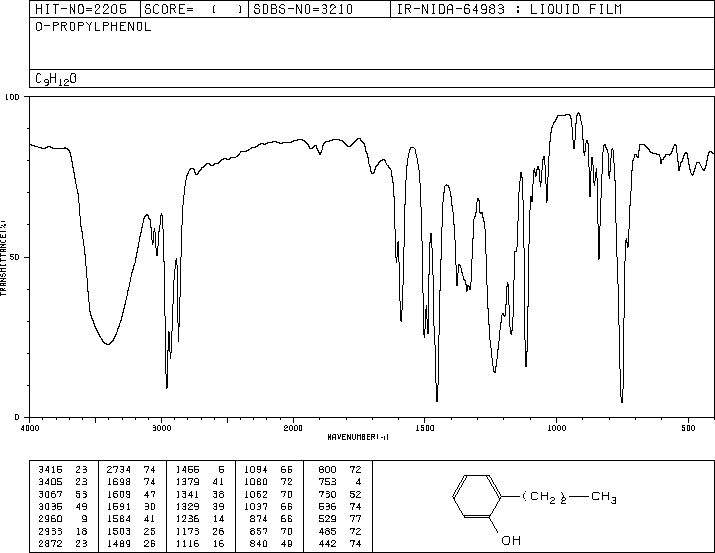 HIT-NO=2205 SCORE= ( ) SDBS-NO=3210 IR-NIDA-64983 : LIQUID FILM
O-PROPYLPHENOL
C9H12O
100
TRANSMITTANCE(%)
50
0
4000 3000 2000 1500 1000 500
WAVENUMBER(-1)
3416 23 2734 74 1456 5 1094 66 800 72
3405 23 1698 74 1379 41 1080 72 753 4
3067 53 1609 47 1341 38 1062 70 730 52
3036 49 1591 30 1329 39 1037 66 536 74
2960 9 1584 41 1236 14 874 66 529 77
2933 18 1503 25 1173 26 857 70 485 72
2872 23 1489 26 1116 16 840 49 442 74
(CH2)2 CH3
OH